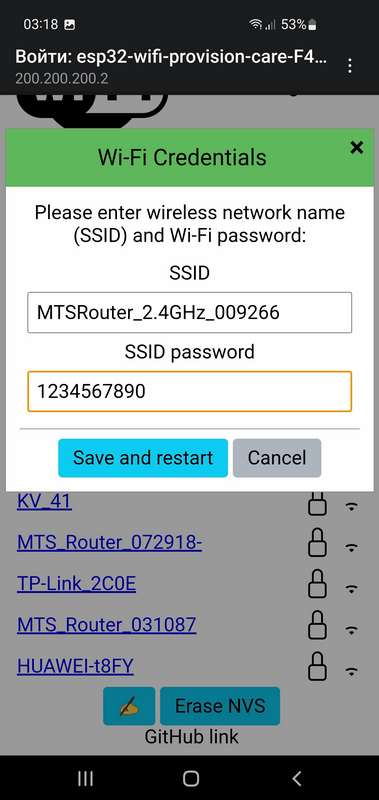 03:18
53%
Войти: esp32-wifi-provision-care-F4...
200.200.200.2
Wi-Fi Credentials
Please enter wireless network name
(SSID) and Wi-Fi password:
SSID
MTSRouter_2.4GHz_009266
SSID password
1234567890
Save and restart
Cancel
KV_41
MTS_Router_072918-
TP-Link_2C0E
MTS_Router_031087
HUAWEI-t8FY
Erase NVS
GitHub link